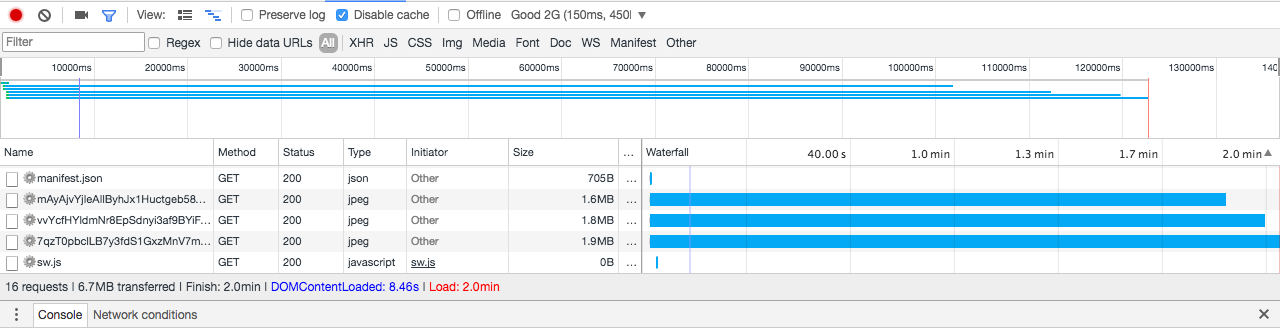 View: Preserve log Disable cache Offline Good 2G (150ms, 450
Filter Regex Hide data URLs All XHR JS CSS Img Media Font Doc WS Manifest Other
10000ms 20000ms 30000ms 40000ms 50000ms 60000ms 70000ms 80000ms 90000ms 100000ms 110000ms 120000ms 130000ms 140
Name Method Status Type Initiator Size ... Waterfall 40.00 s 1.0 min 1.3 min 1.7 min 2.0 min
manifest.json GET 200 json Other 705B ...
GET 200 jpeg Other 1.6MB ...
GET 200 jpeg Other 1.8MB ...
7qzT0pbclLB7y3fdS1GxzMnV7m... GET 200 jpeg Other 1.9MB ...
sw.js GET 200 javascript sw.js 0B ...
16 requests | 6.7MB transferred | Finish: 2.0min | DOMContentLoaded: 8.46s | Load: 2.0min
Console Network conditions